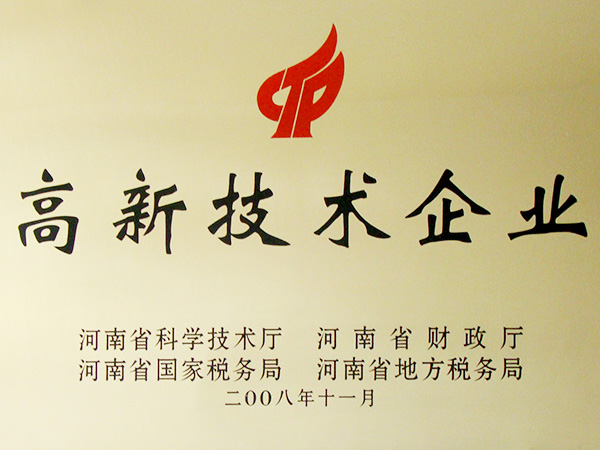 高新技术企业
河南省科学技术厅 河南省财政厅
河南省国家税务局 河南省地方税务局
二00八年十一月